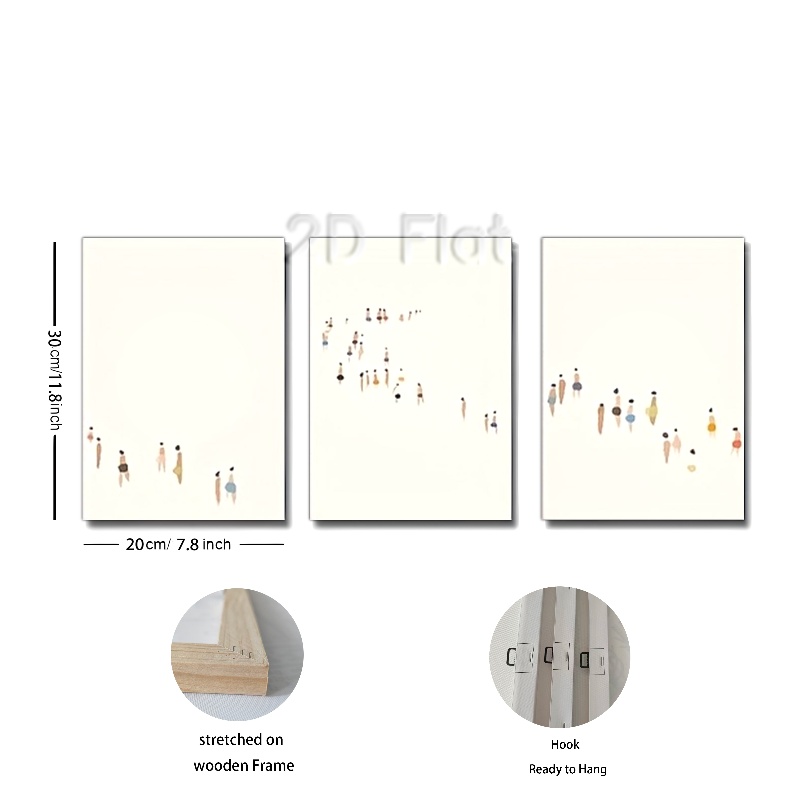 2D Flat
30cm/11.8inch
20cm/ 7.8 inch
stretched on
wooden Frame
Hook
Ready to Hang